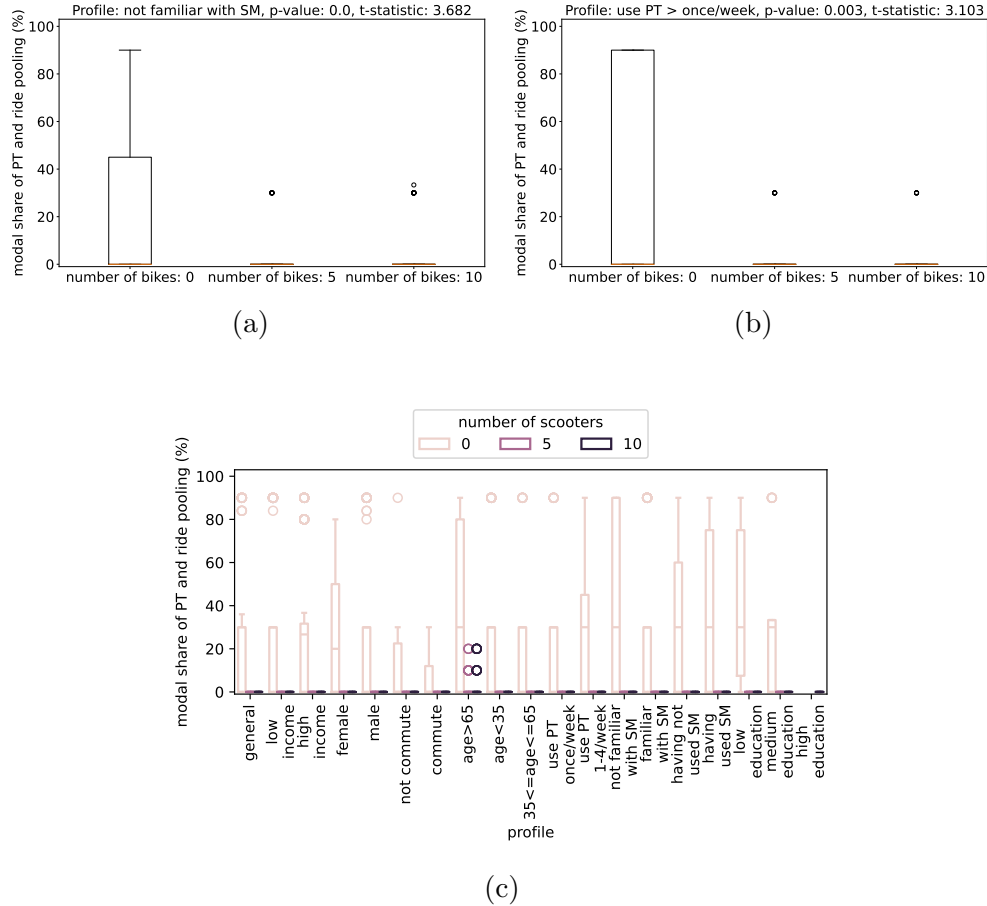 Profile: not familiar with SM, p-value: 0.0, t-statistic: 3.682
modal share of PT and ride pooling (%)
100
80
60
40
20
0
number of bikes: 0
number of bikes: 5
number of bikes: 10
(a)
Profile: use PT > once/week, p-value: 0.003, t-statistic: 3.103
modal share of PT and ride pooling (%)
100
80
60
40
20
0
number of bikes: 0
number of bikes: 5
number of bikes: 10
(b)
number of scooters
0
5
10
modal share of PT and ride pooling (%)
100
80
60
40
20
0
general
low
income
high
income
female
male
not commute
commute
age>65
age<35
35<=age<=65
use PT
once/week
use PT
1-4/week
not familiar
with SM
familiar
with SM
having not
used SM
having
used SM
low
education
medium
education
high
education
profile
(c)